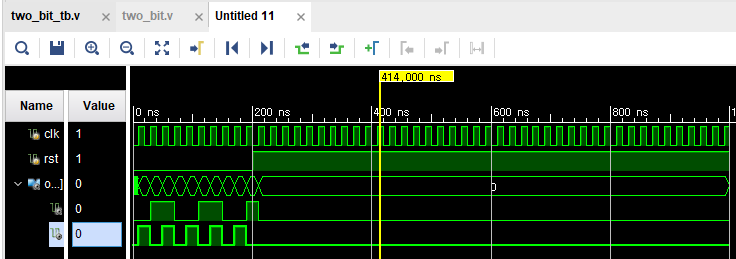 two_bit_tb.v × two_bit.v × Untitled 11 ×
414,000 ns
Name Value
0 ns 200 ns 400 ns 600 ns 800 ns 1
clk 1
rst 1
o...] 0 0
0
0